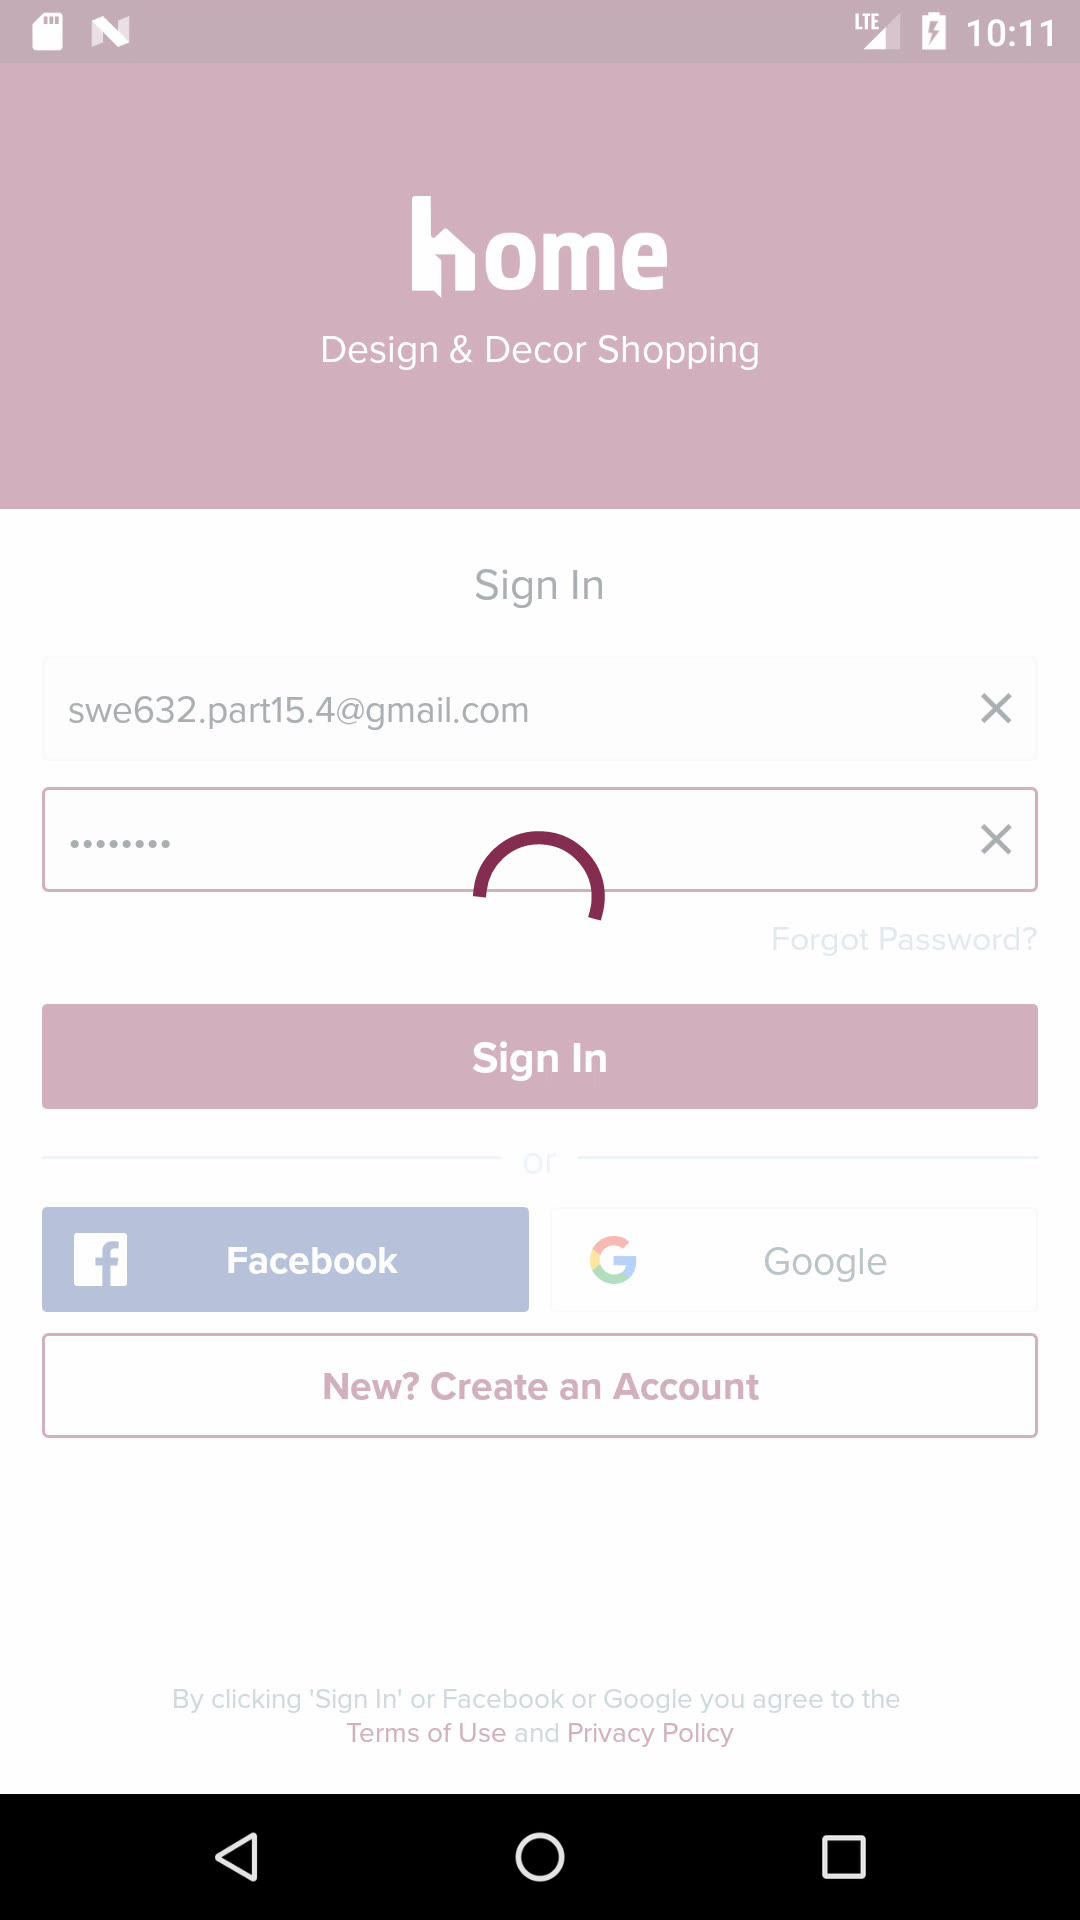 LTE 10:11
home
Design & Decor Shopping
Sign In
swe632.part15.4@gmail.com
••••••••
Forgot Password?
Sign In
or
Facebook
Google
New? Create an Account
By clicking 'Sign In' or Facebook or Google you agree to the
Terms of Use and Privacy Policy